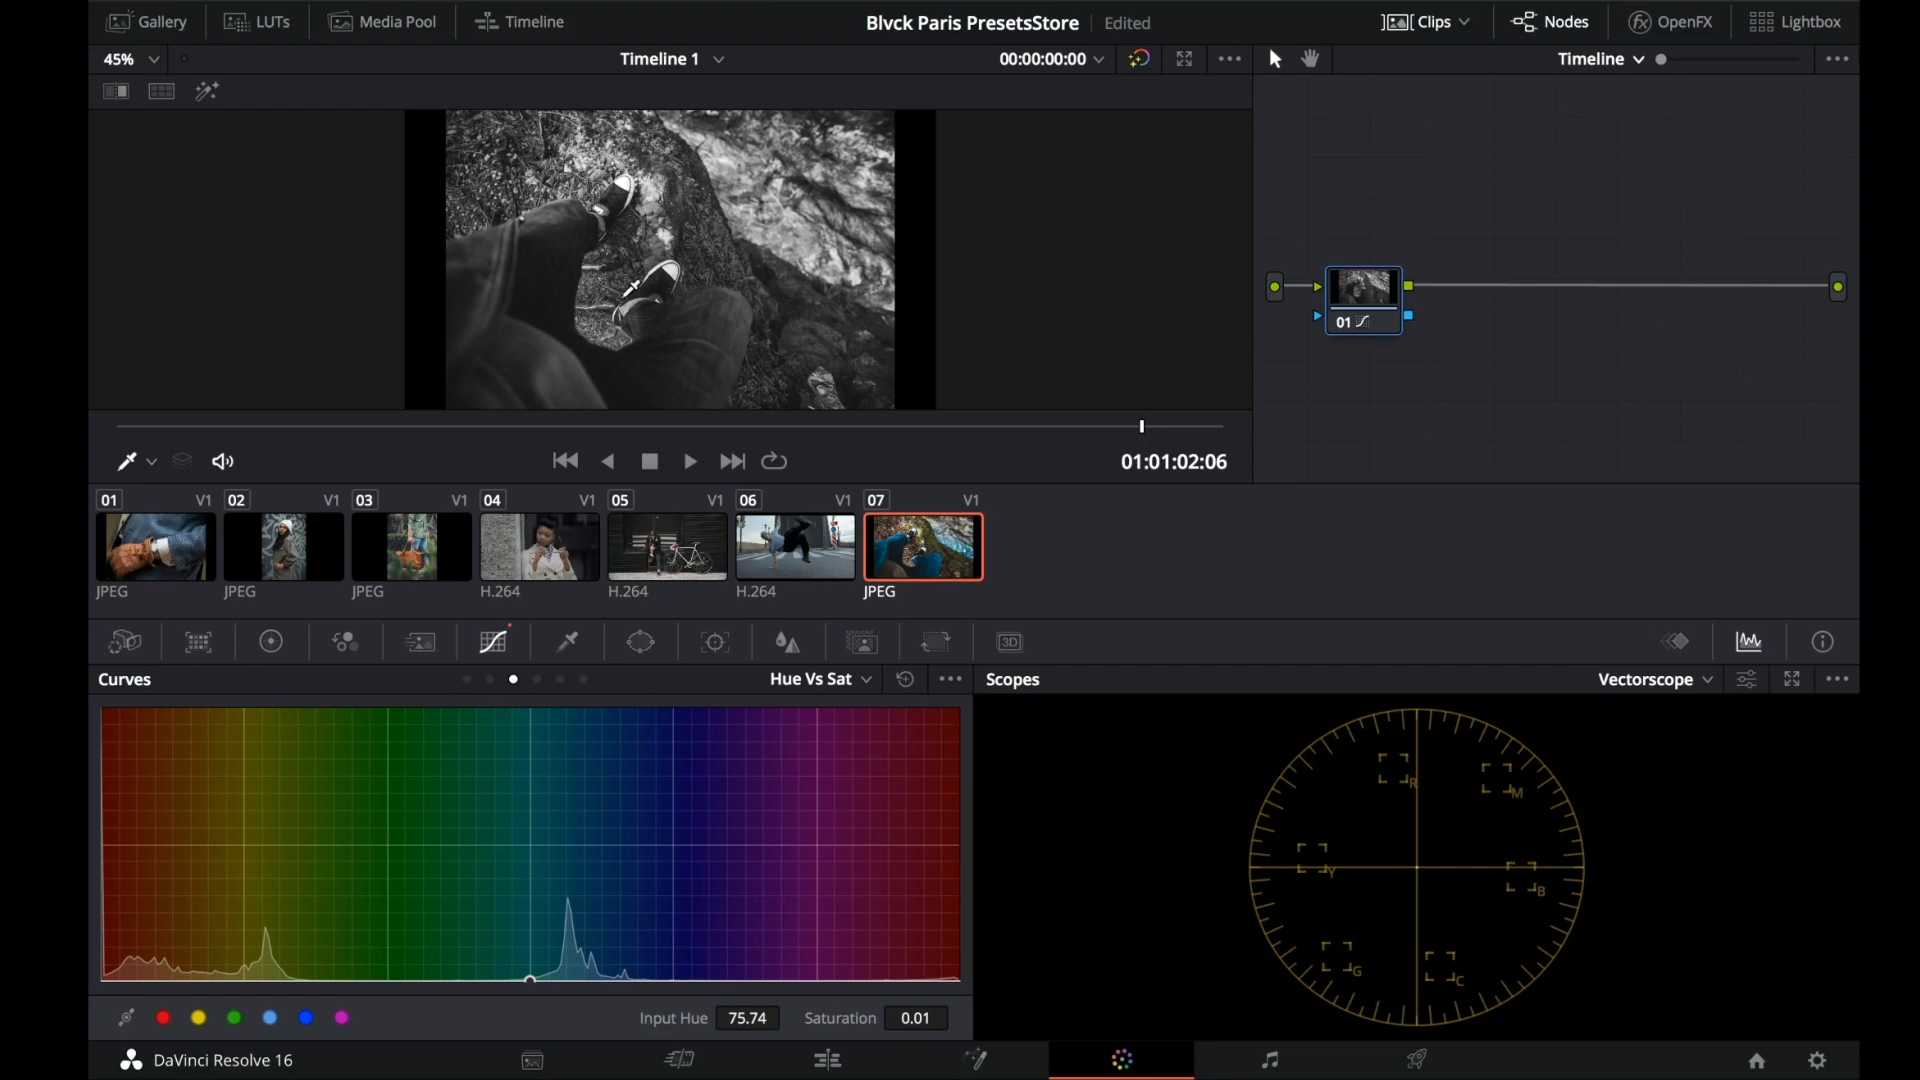 Gallery LUTs Media Pool Timeline Blvck Paris PresetsStore Edited Clips Nodes OpenFX Lightbox
45% Timeline 1 00:00:00:00 Timeline
01
01:01:02:06
01 V1 02 V1 03 V1 04 V1 05 V1 06 V1 07 V1
JPEG JPEG JPEG H.264 H.264 H.264 JPEG
3D
Curves Hue Vs Sat Scopes Vectorscope
R
M
Y
B
G
C
Input Hue 75.74 Saturation 0.01
DaVinci Resolve 16